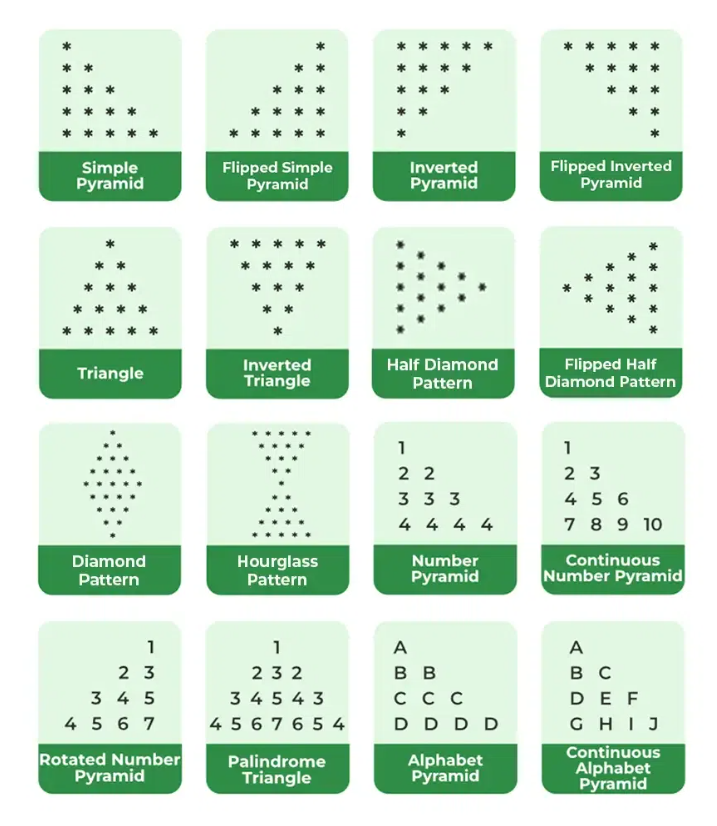 *
* *
* * *
* * * *
* * * * *
Simple
Pyramid
*
* *
* * *
* * * *
* * * * *
Flipped Simple
Pyramid
* * * * *
* * * *
* * *
* *
*
Inverted
Pyramid
* * * * *
* * * *
* * *
* *
*
Flipped Inverted
Pyramid
*
* *
* * *
* * * *
* * * * *
Triangle
* * * * *
* * * *
* * *
* *
*
Inverted
Triangle
*
*
* *
* *
* * *
* *
* *
*
*
Half Diamond
Pattern
*
*
* *
* *
* * *
* *
* *
*
*
Flipped Half
Diamond Pattern
*
* *
* * *
* * * *
* * * * *
* * * *
* * *
* *
*
Diamond
Pattern
* * * * *
* * * *
* * *
* *
*
* *
* * *
* * * *
* * * * *
Hourglass
Pattern
1
2 2
3 3 3
4 4 4 4
Number
Pyramid
1
2 3
4 5 6
7 8 9 10
Continuous
Number Pyramid
1
2 3
3 4 5
4 5 6 7
Rotated Number
Pyramid
1
2 3 2
3 4 5 4 3
4 5 6 7 6 5 4
Palindrome
Triangle
A
B B
C C C
D D D D
Alphabet
Pyramid
A
B C
D E F
G H I J
Continuous
Alphabet
Pyramid